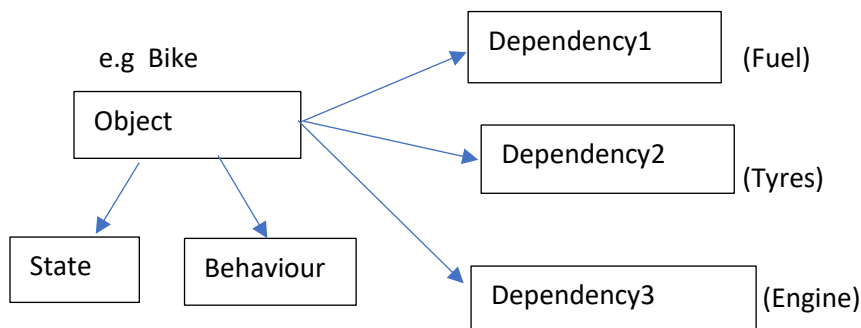 e.g Bike
Object
State
Behaviour
Dependency1
(Fuel)
Dependency2
(Tyres)
Dependency3
(Engine)